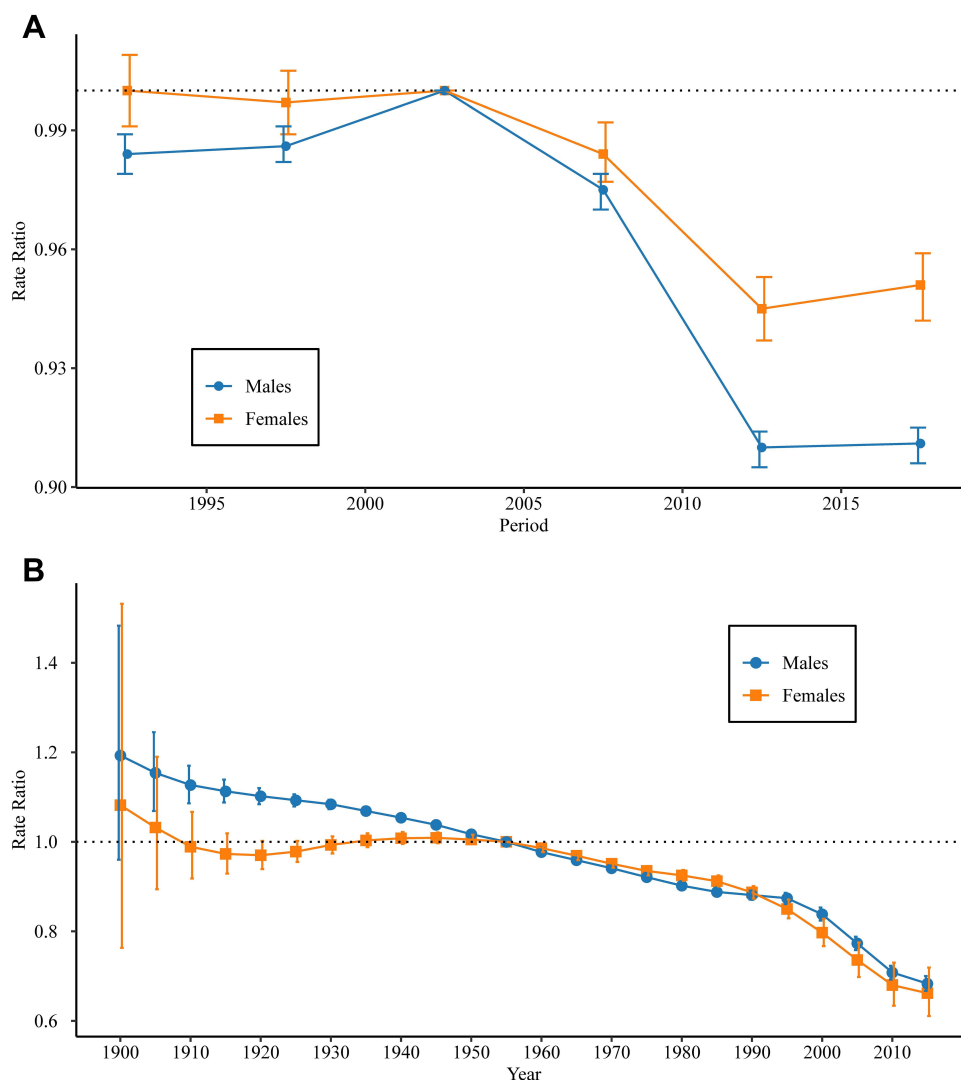 A
0.99
0.96
0.93
0.90
Rate Ratio
Males
Females
1995 2000 2005 2010 2015
Period
B
1.4
1.2
1.0
0.8
0.6
Rate Ratio
Males
Females
1900 1910 1920 1930 1940 1950 1960 1970 1980 1990 2000 2010
Year